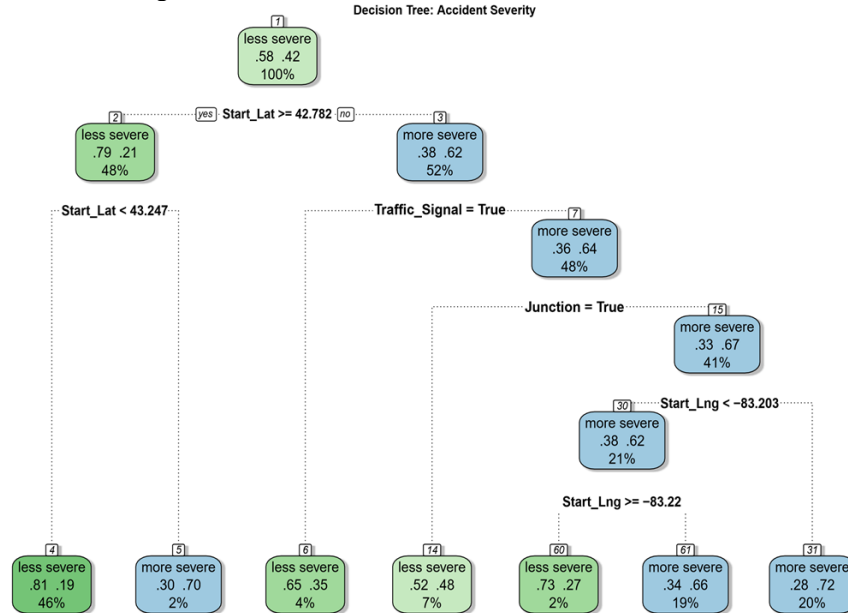 Decision Tree: Accident Severity
1
less severe
.58 .42
100%
yes Start_Lat >= 42.782 no
2
less severe
.79 .21
48%
3
more severe
.38 .62
52%
Start_Lat < 43.247
Traffic_Signal = True
7
more severe
.36 .64
48%
Junction = True
15
more severe
.33 .67
41%
Start_Lng < −83.203
30
more severe
.38 .62
21%
Start_Lng >= −83.22
4
less severe
.81 .19
46%
5
more severe
.30 .70
2%
6
less severe
.65 .35
4%
14
less severe
.52 .48
7%
60
less severe
.73 .27
2%
61
more severe
.34 .66
19%
31
more severe
.28 .72
20%